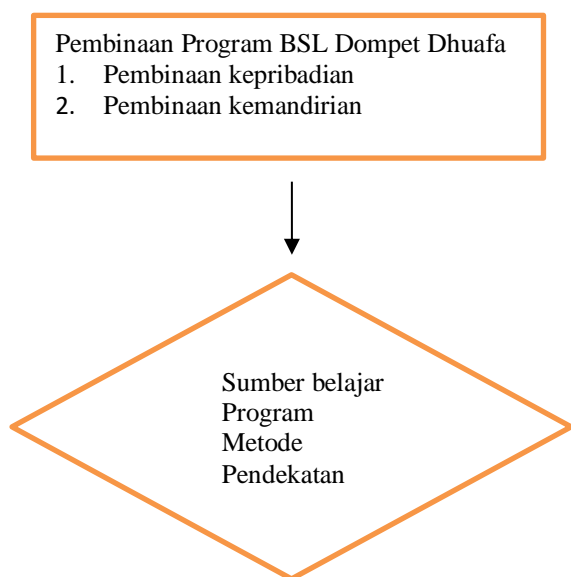 Pembinaan Program BSL Dompet Dhuafa
1. Pembinaan kepribadian
2. Pembinaan kemandirian
Sumber belajar
Program
Metode
Pendekatan